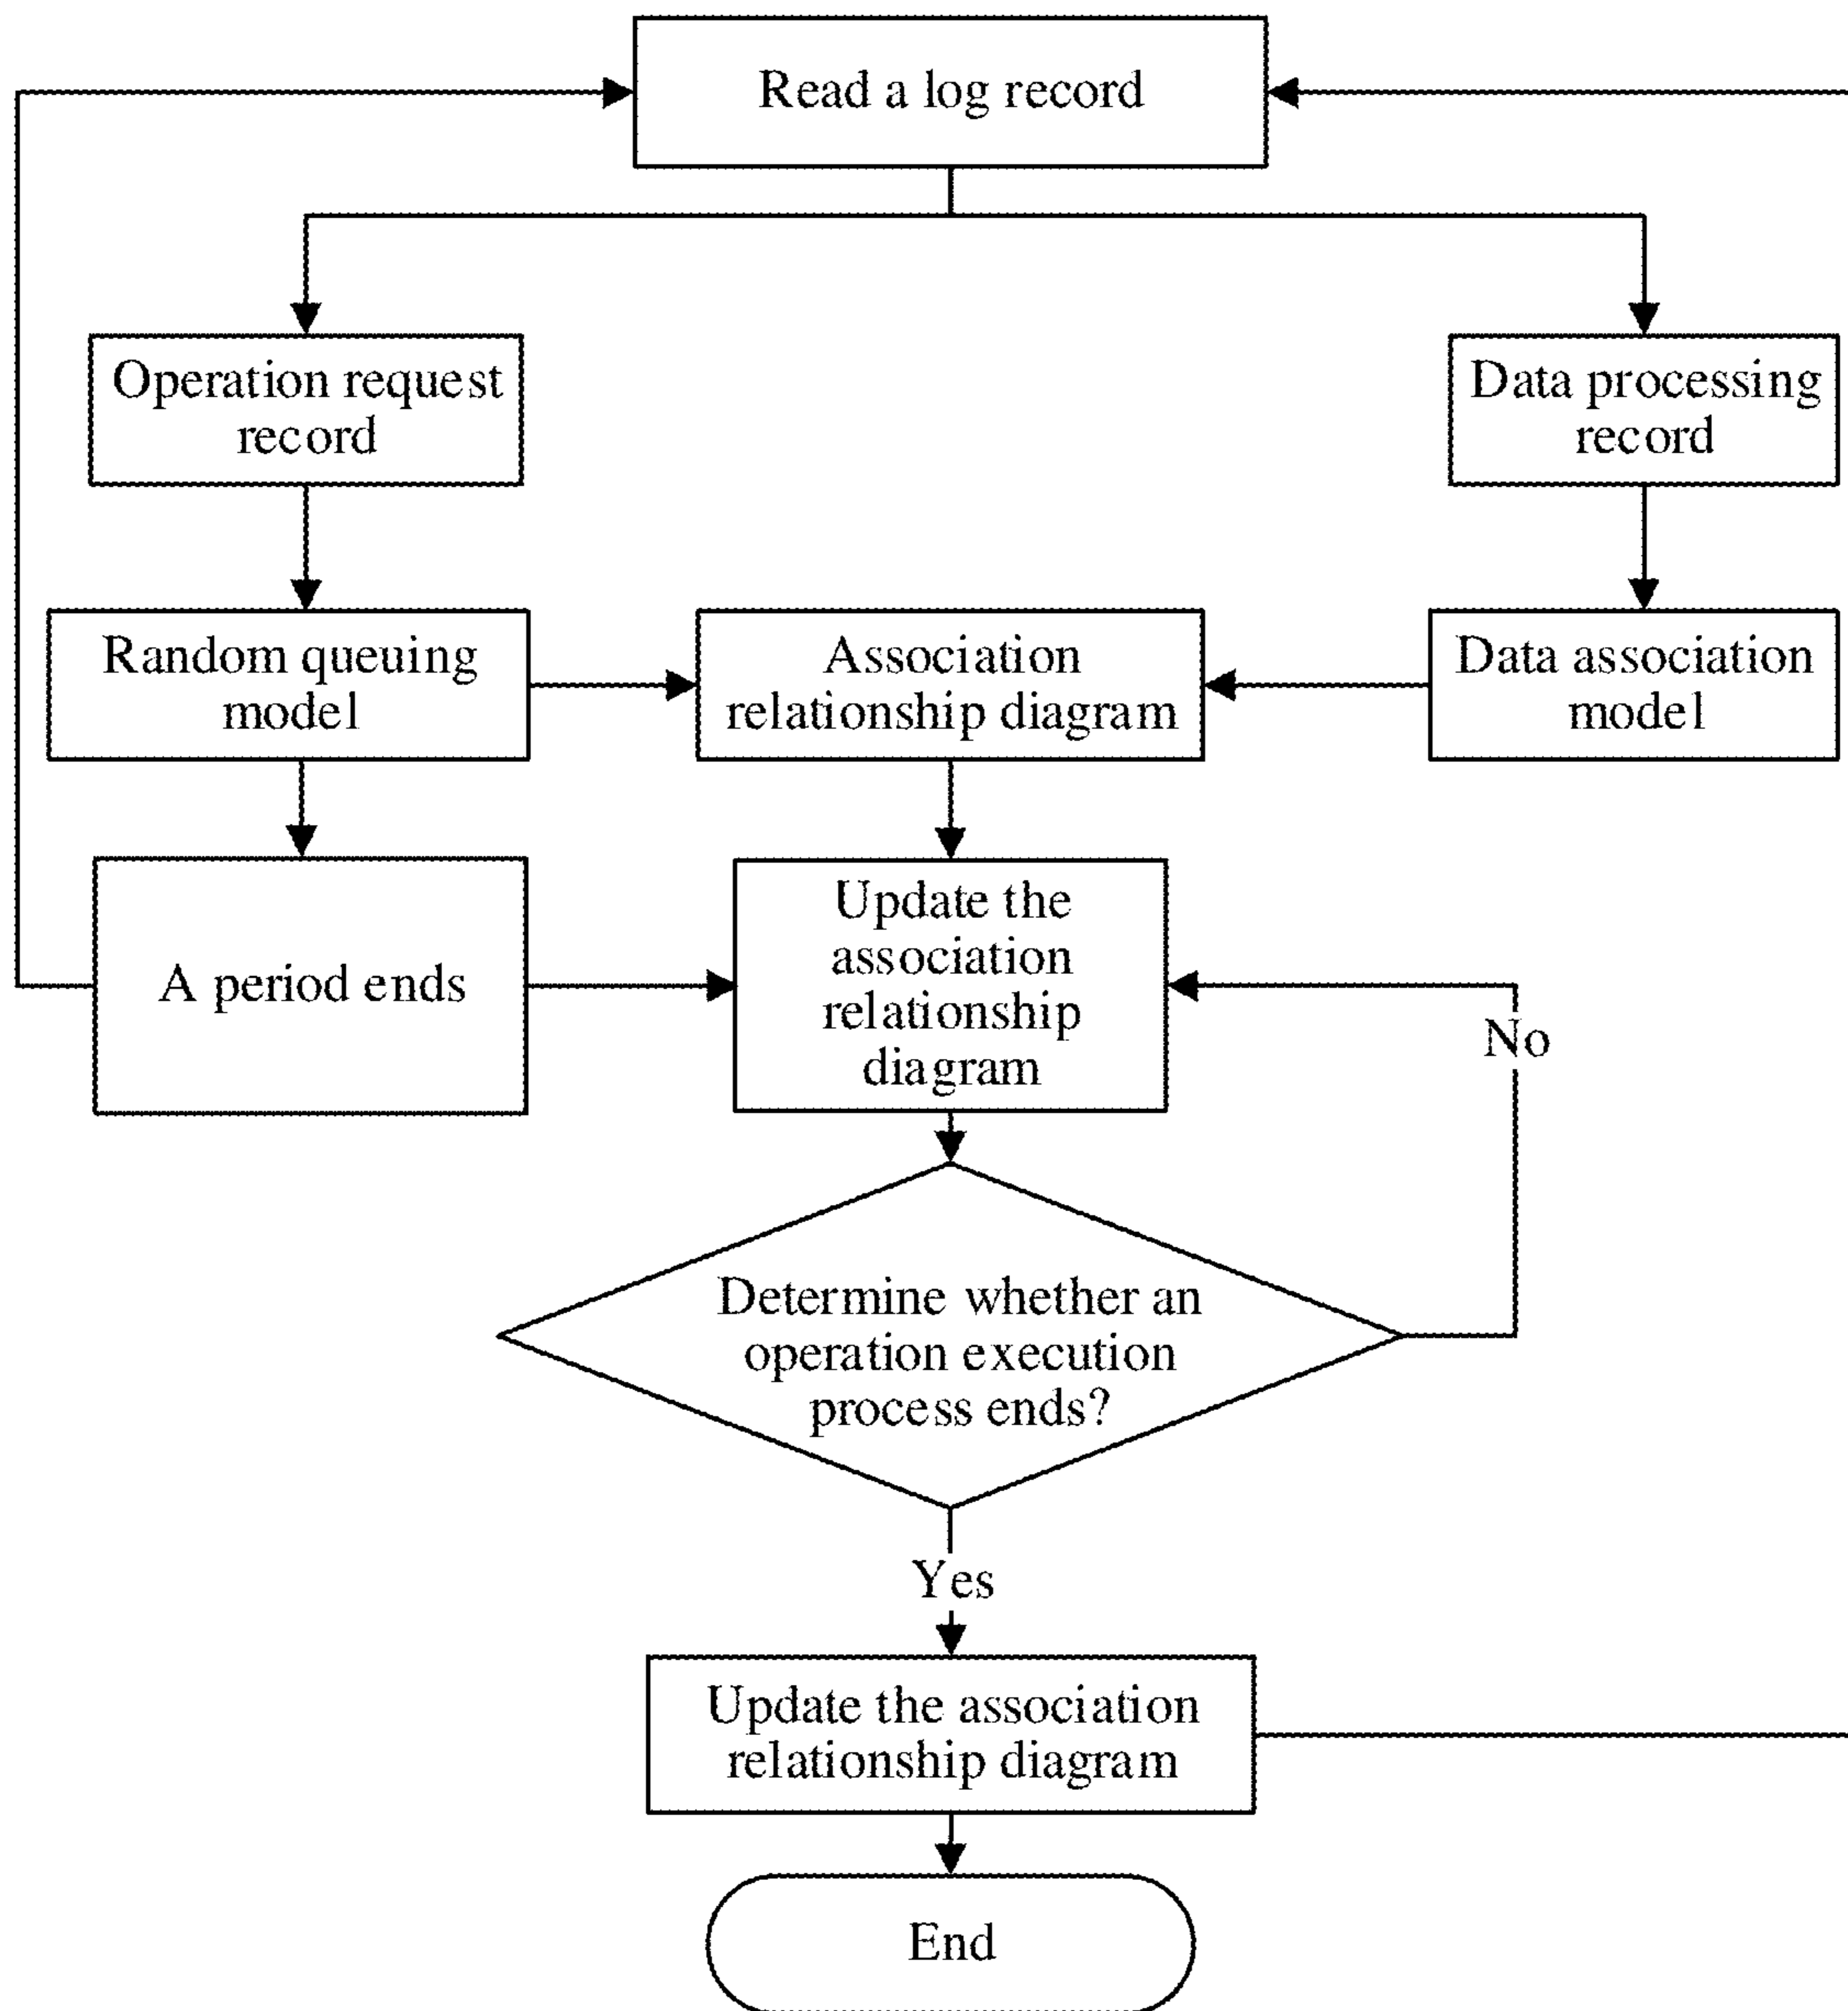 Read a log record
Operation request
record
Data processing
record
Random queuing
model
Association
relationship diagram
Data association
model
A period ends
Update the
association
relationship
diagram
No
Determine whether an
operation execution
process ends?
Yes
Update the association
relationship diagram
End